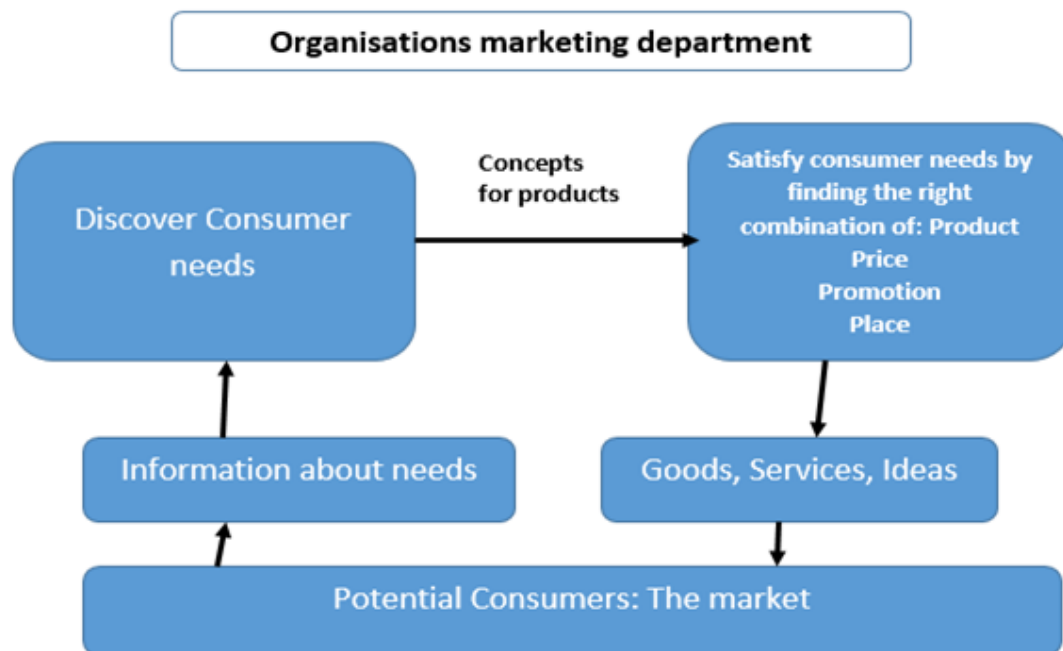 Organisations marketing department
Discover Consumer
needs
Concepts
for products
Satisfy consumer needs by
finding the right
combination of: Product
Price
Promotion
Place
Information about needs
Goods, Services, Ideas
Potential Consumers: The market